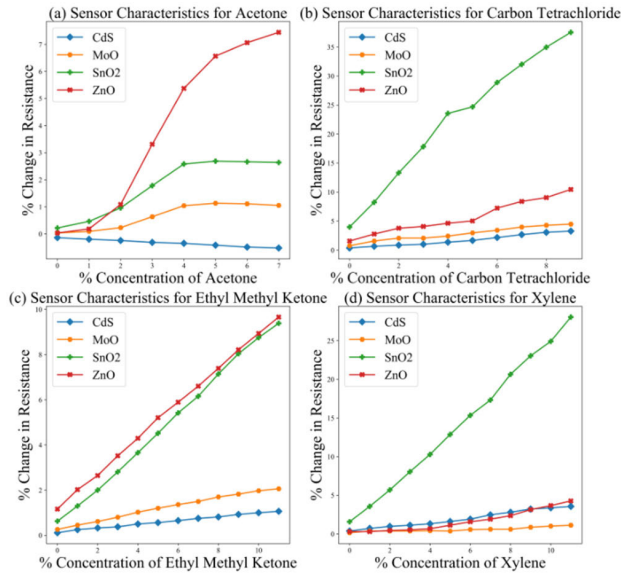 (a) Sensor Characteristics for Acetone
CdS
MoO
SnO2
ZnO
% Change in Resistance
7
6
5
4
3
2
1
0
0 1 2 3 4 5 6 7
% Concentration of Acetone
(b) Sensor Characteristics for Carbon Tetrachloride
CdS
MoO
SnO2
ZnO
% Change in Resistance
35
30
25
20
15
10
5
0
0 2 4 6 8
% Concentration of Carbon Tetrachloride
(c) Sensor Characteristics for Ethyl Methyl Ketone
CdS
MoO
SnO2
ZnO
% Change in Resistance
10
8
6
4
2
0
0 2 4 6 8 10
% Concentration of Ethyl Methyl Ketone
(d) Sensor Characteristics for Xylene
CdS
MoO
SnO2
ZnO
% Change in Resistance
25
20
15
10
5
0
0 2 4 6 8 10
% Concentration of Xylene